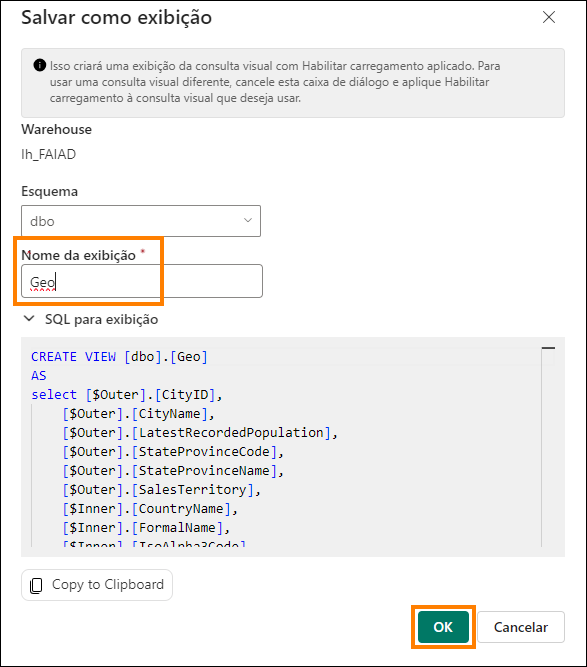 Salvar como exibição
Isso criará uma exibição da consulta visual com Habilitar carregamento aplicado. Para
usar uma consulta visual diferente, cancele esta caixa de diálogo e aplique Habilitar
carregamento à consulta visual que deseja usar.
Warehouse
lh_FAIAD
Esquema
dbo
Nome da exibição *
Geo
SQL para exibição
CREATE VIEW [dbo].[Geo]
AS
select [$Outer].[CityID],
[$Outer].[CityName],
[$Outer].[LatestRecordedPopulation],
[$Outer].[StateProvinceCode],
[$Outer].[StateProvinceName],
[$Outer].[SalesTerritory],
[$Inner].[CountryName],
[$Inner].[FormalName],
[$Inner].[IsoAlpha3Code]
Copy to Clipboard
OK
Cancelar